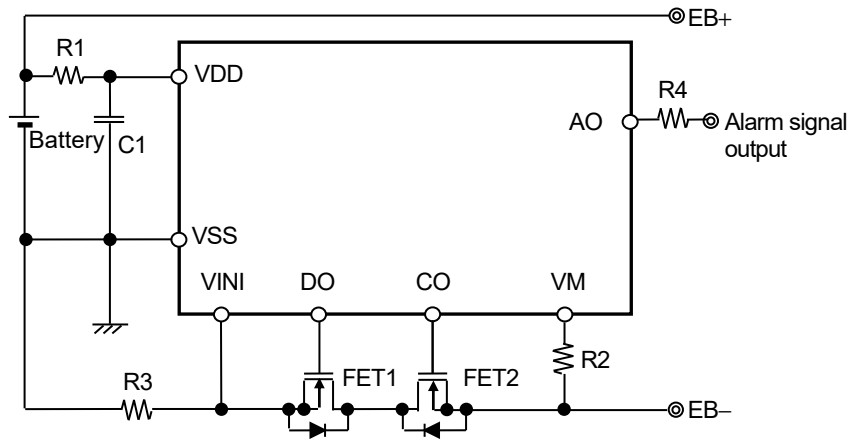 EB+
R1
VDD
R4
AO
Alarm signal
output
Battery
C1
VSS
VINI
DO
CO
VM
R2
FET1
FET2
R3
EB−